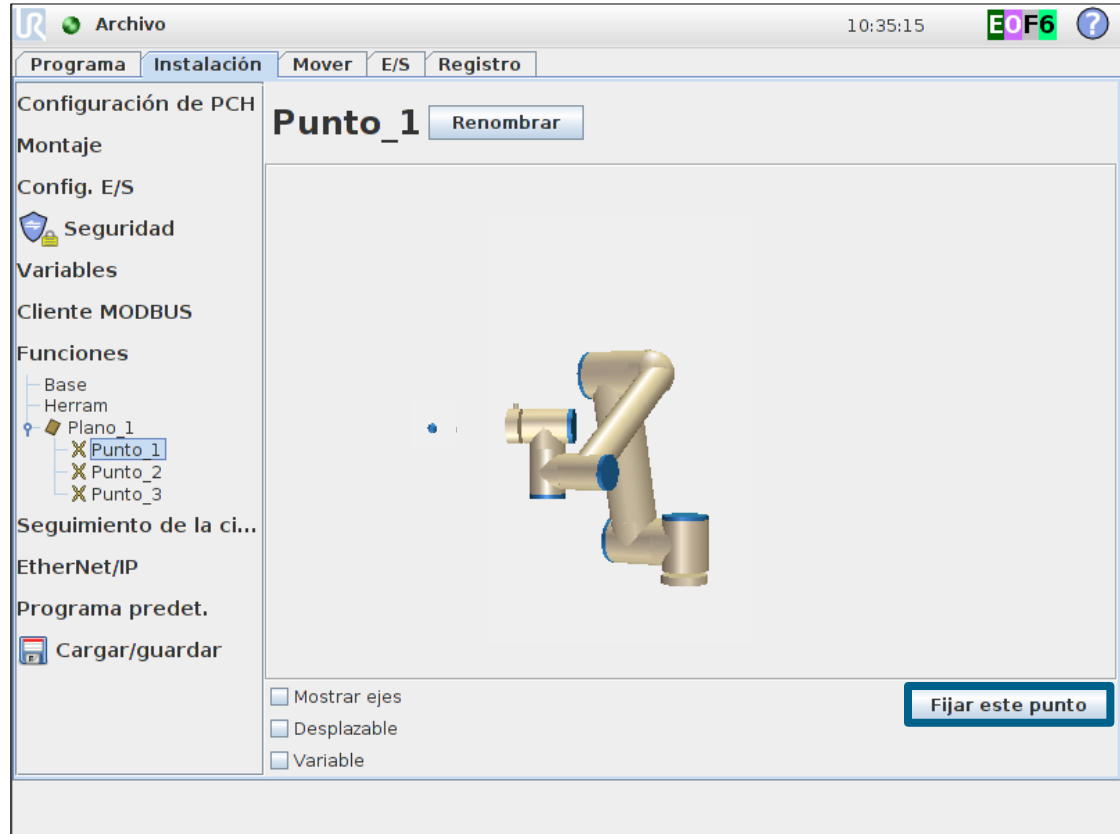 UR Archivo 10:35:15 E0F6 ?
Programa Instalación Mover E/S Registro
Configuración de PCH
Montaje
Config. E/S
Seguridad
Variables
Cliente MODBUS
Funciones
Base
Herram
Plano_1
Punto_1
Punto_2
Punto_3
Seguimiento de la ci...
EtherNet/IP
Programa predet.
Cargar/guardar
Punto_1 Renombrar
Mostrar ejes
Desplazable
Variable
Fijar este punto